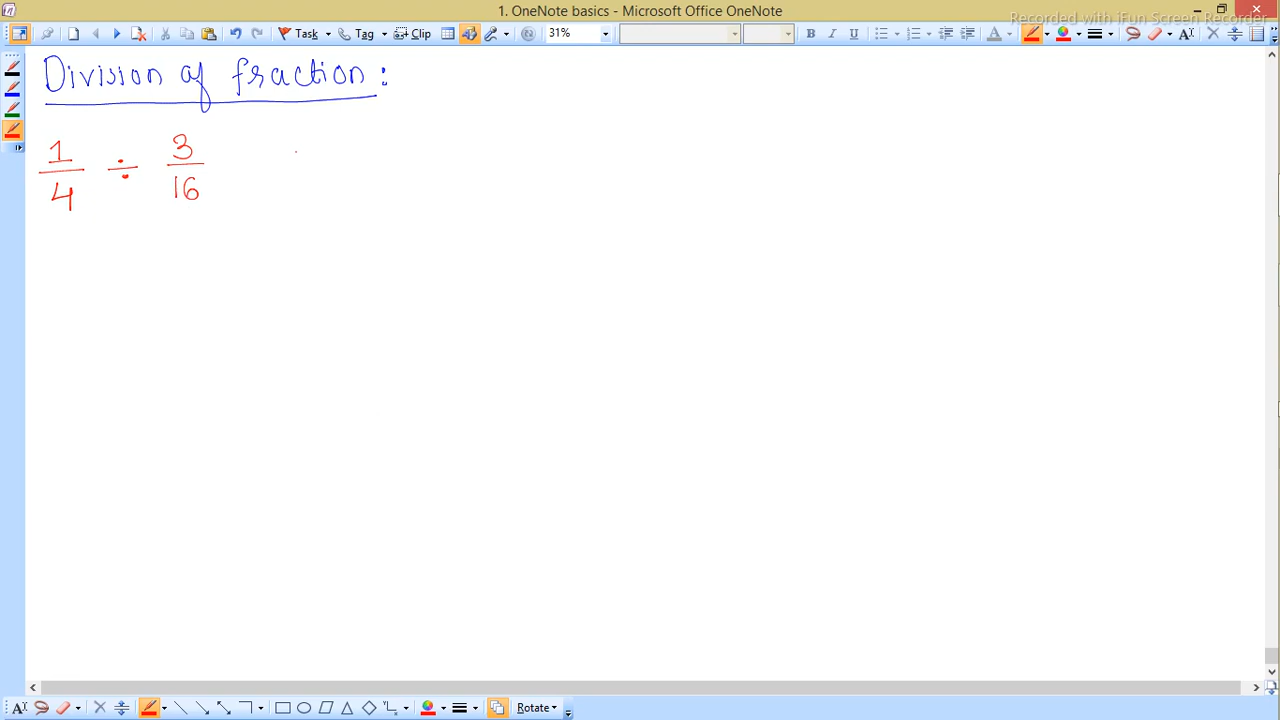 1. OneNote basics - Microsoft Office OneNote
Recorded with iFun Screen Recorder
Task Tag Clip 31% B I U A
Division of fraction :
1/4 ÷ 3/16
Rotate